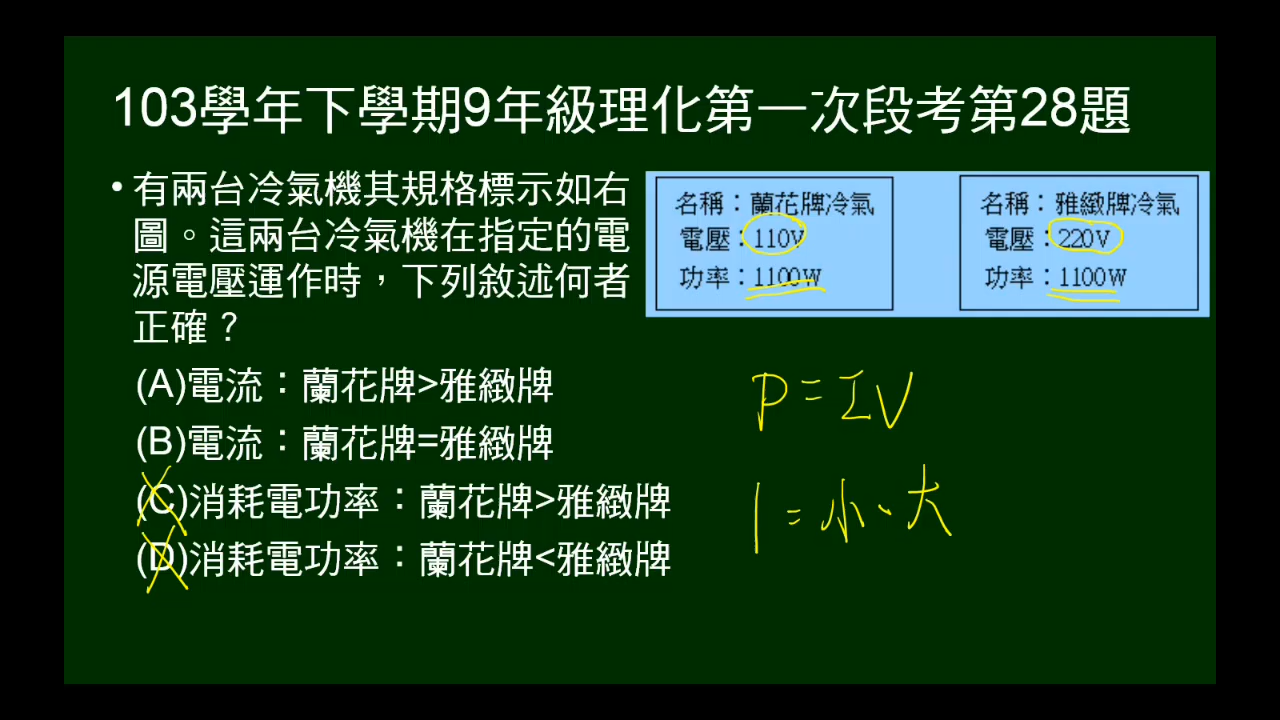 103學年下學期9年級理化第一次段考第28題
•有兩台冷氣機其規格標示如右
圖。這兩台冷氣機在指定的電
源電壓運作時，下列敘述何者
正確？
(A)電流：蘭花牌>雅緻牌
(B)電流：蘭花牌=雅緻牌
(C)消耗電功率：蘭花牌>雅緻牌
(D)消耗電功率：蘭花牌<雅緻牌
名稱：蘭花牌冷氣
電壓：110V
功率：1100W
名稱：雅緻牌冷氣
電壓：220V
功率：1100W
P=IV
1=小、大